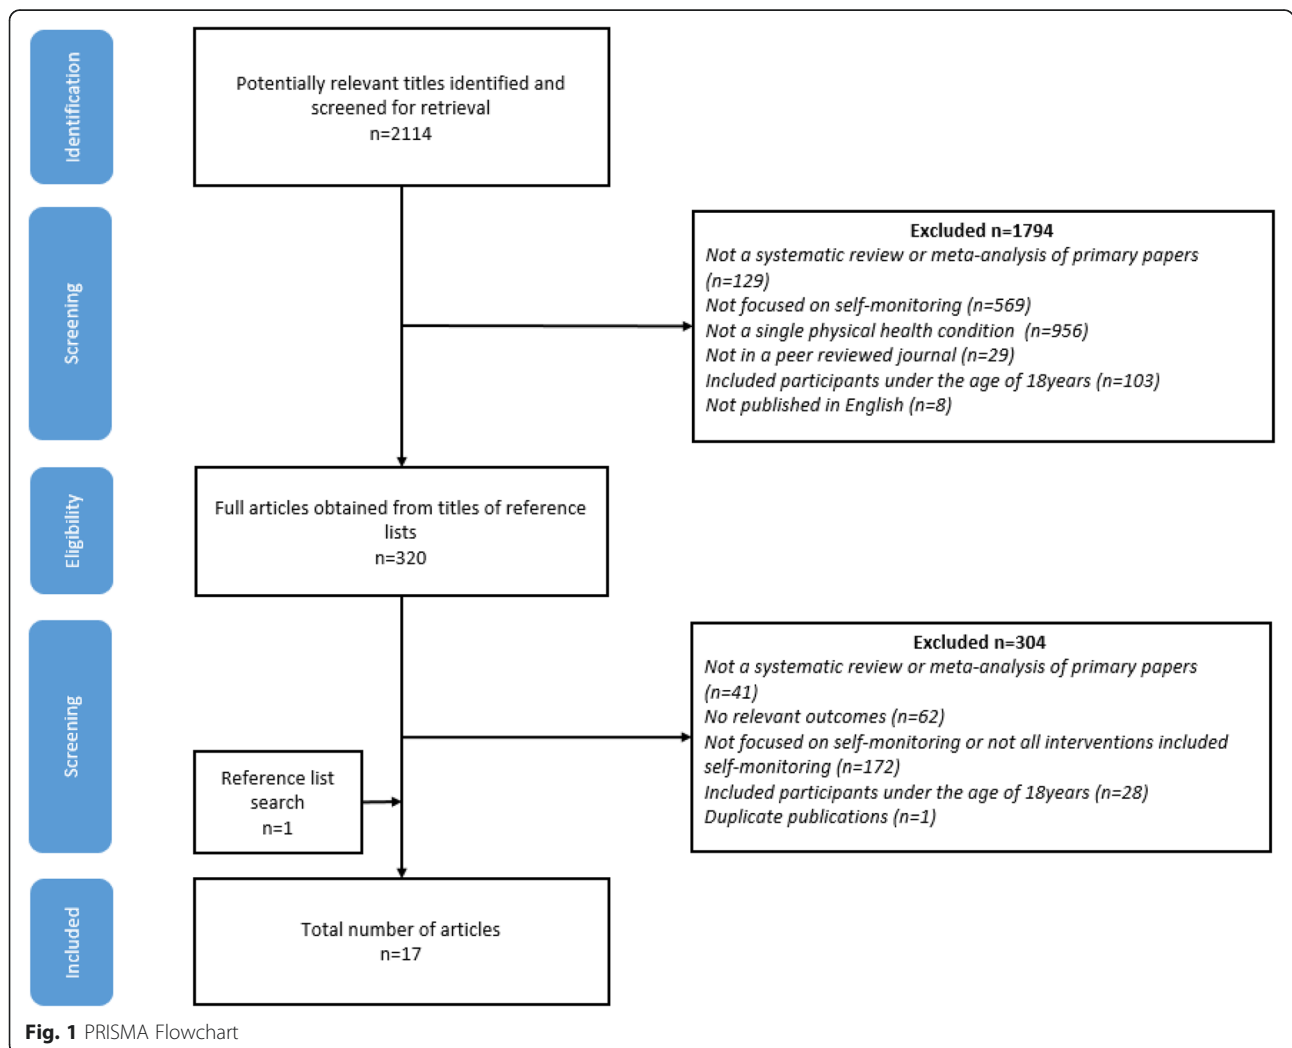 Identification
Potentially relevant titles identified and
screened for retrieval
n=2114
Screening
Excluded n=1794
Not a systematic review or meta-analysis of primary papers
(n=129)
Not focused on self-monitoring (n=569)
Not a single physical health condition (n=956)
Not in a peer reviewed journal (n=29)
Included participants under the age of 18years (n=103)
Not published in English (n=8)
Eligibility
Full articles obtained from titles of reference
lists
n=320
Screening
Excluded n=304
Not a systematic review or meta-analysis of primary papers
(n=41)
No relevant outcomes (n=62)
Not focused on self-monitoring or not all interventions included
self-monitoring (n=172)
Included participants under the age of 18years (n=28)
Duplicate publications (n=1)
Reference list
search
n=1
Included
Total number of articles
n=17
Fig. 1 PRISMA Flowchart